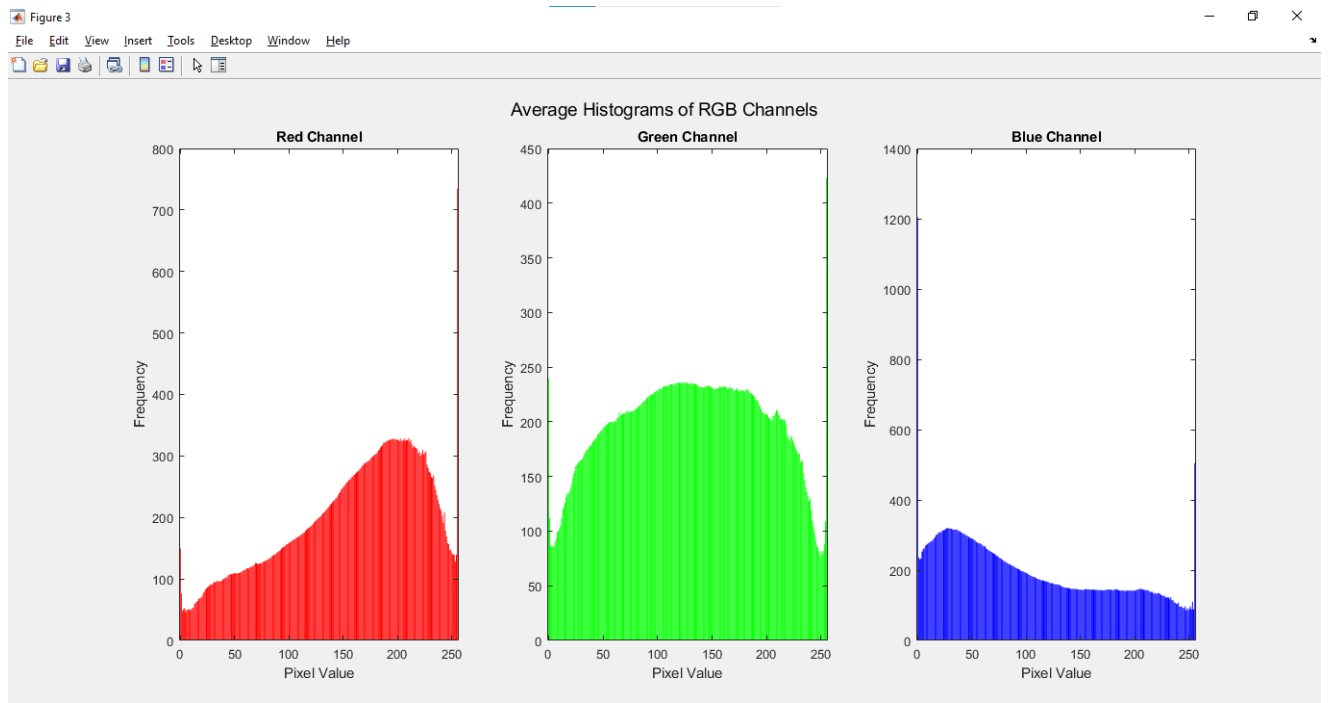 Figure 3
File Edit View Insert Tools Desktop Window Help
Average Histograms of RGB Channels
Red Channel
800
700
600
500
400
300
200
100
0
Frequency
0 50 100 150 200 250
Pixel Value
Green Channel
450
400
350
300
250
200
150
100
50
0
Frequency
0 50 100 150 200 250
Pixel Value
Blue Channel
1400
1200
1000
800
600
400
200
0
Frequency
0 50 100 150 200 250
Pixel Value